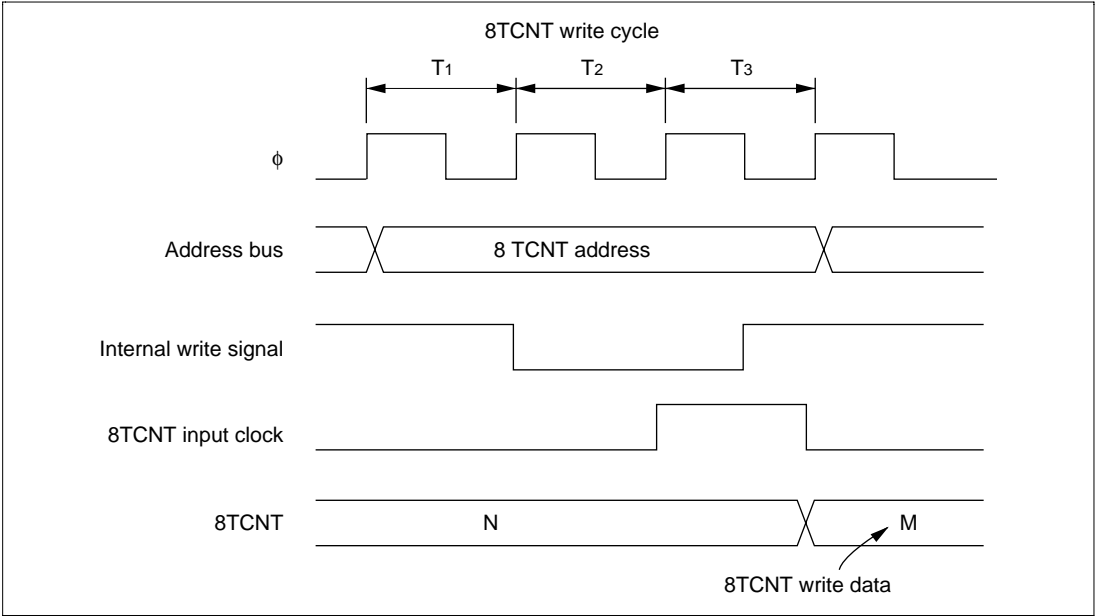 8TCNT write cycle
T1 T2 T3
ϕ
Address bus 8 TCNT address
Internal write signal
8TCNT input clock
8TCNT N M
8TCNT write data